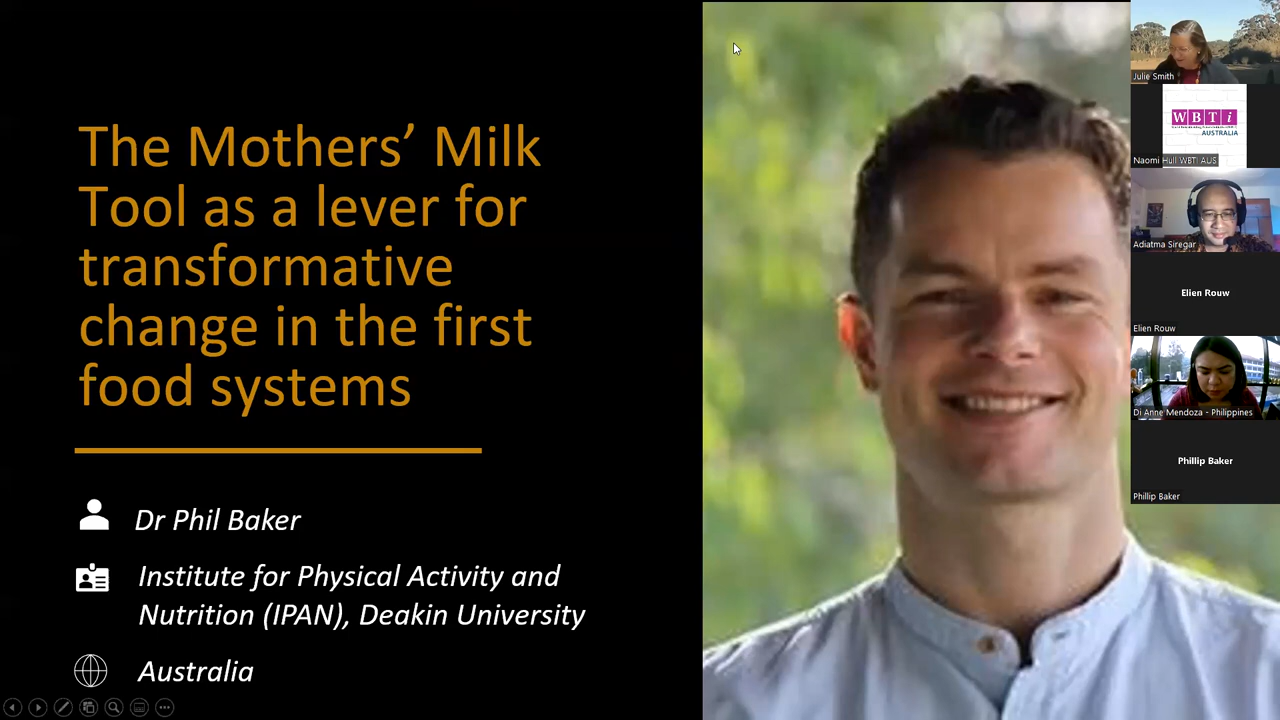 The Mothers’ Milk
Tool as a lever for
transformative
change in the first
food systems
Dr Phil Baker
Institute for Physical Activity and
Nutrition (IPAN), Deakin University
Australia
Julie Smith
WBTi
AUSTRALIA
Naomi Hull WBTI AUS
Adiatma Siregar
Elien Rouw
Elien Rouw
Di Anne Mendoza - Philippines
Phillip Baker
Phillip Baker